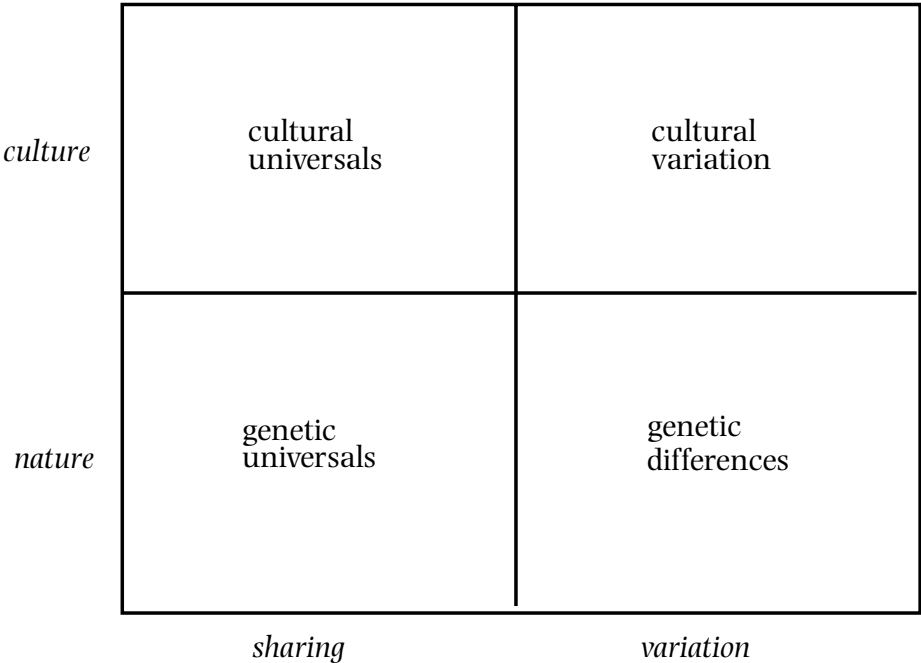 culture
cultural
universals
cultural
variation
nature
genetic
universals
genetic
differences
sharing
variation